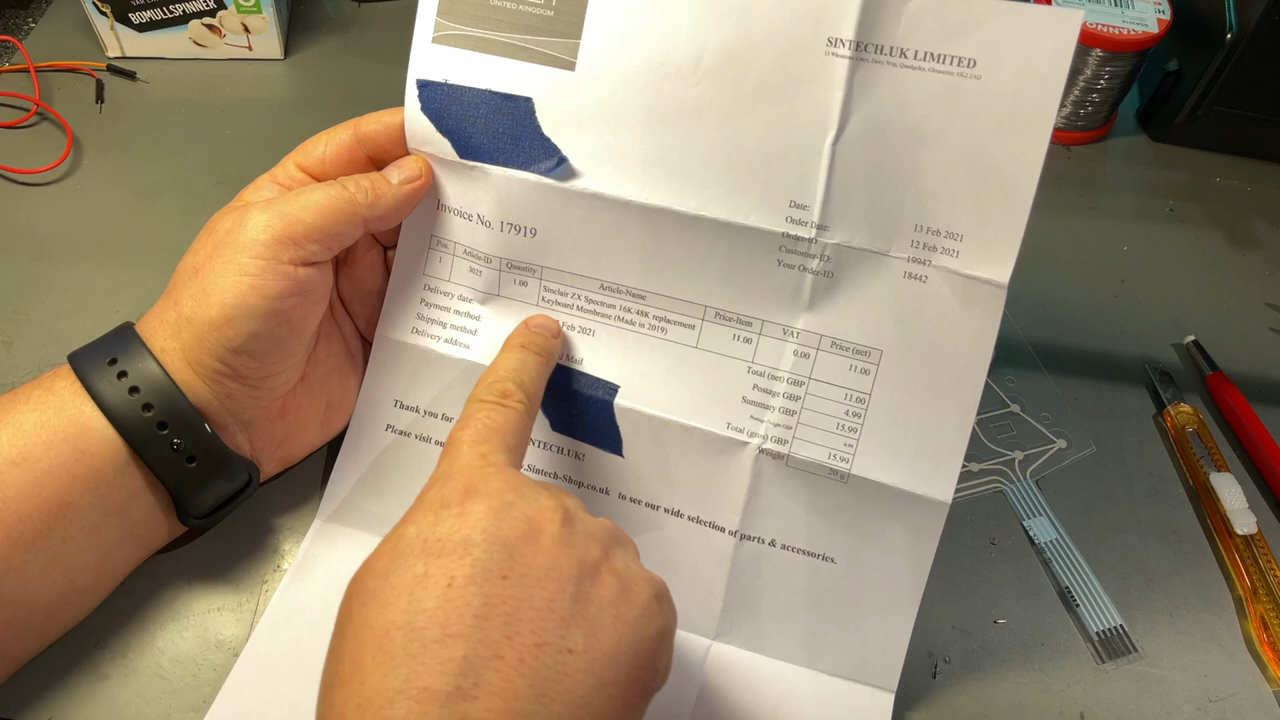 BOMULLSPINNER
UNITED KINGDOM
SINTECH.UK LIMITED
Invoice No. 17919
Date: 13 Feb 2021
Order Date: 12 Feb 2021
Order-ID 19947
Customer-ID: 18442
Your Order-ID
Pos. Article-ID Quantity Article-Name Price-Item VAT Price (net)
1 3025 1.00 Sinclair ZX Spectrum 16K/48K replacement 11.00 0.00 11.00
Keyboard Membrane (Made in 2019)
Delivery date: Feb 2021
Payment method:
Shipping method: Mail
Delivery address:
Total (net) GBP 11.00
Postage GBP 4.99
Summary GBP 15.99
4.99
Total (gros) GBP 15.99
Weight 20 g
Thank you for SINTECH.UK!
Please visit .Sintech-Shop.co.uk to see our wide selection of parts & accessories.